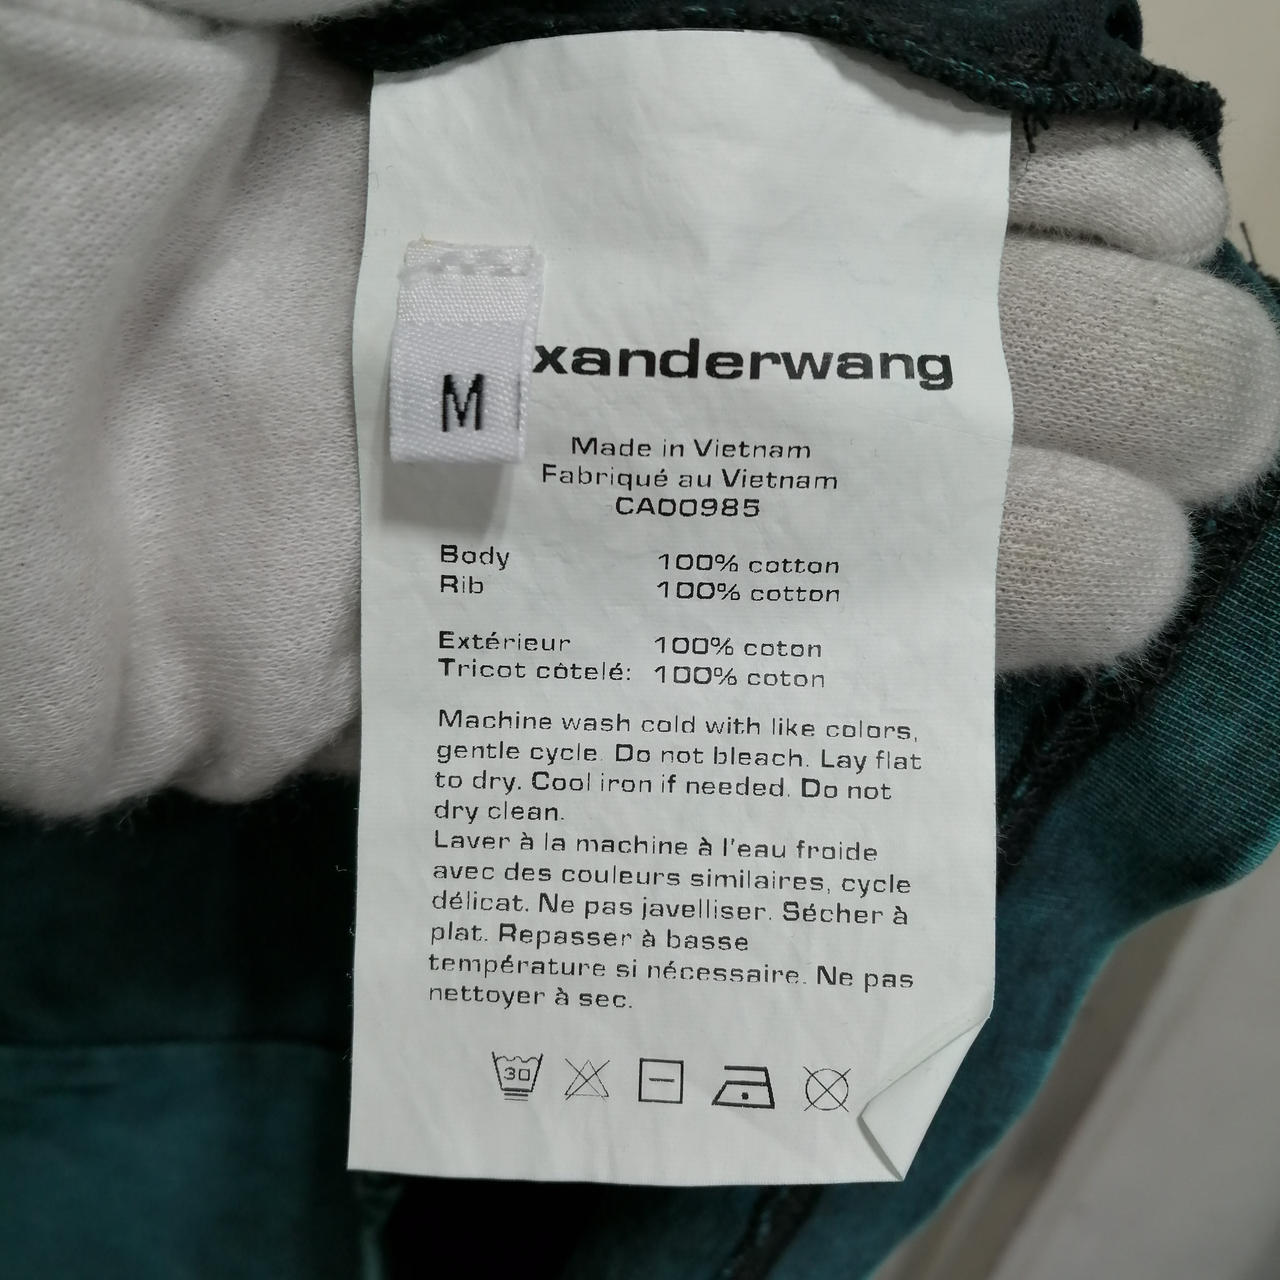 xanderwang
M
Made in Vietnam
Fabriqué au Vietnam
CA00985
Body 100% cotton
Rib 100% cotton
Extérieur 100% coton
Tricot côtelé: 100% coton
Machine wash cold with like colors,
gentle cycle. Do not bleach. Lay flat
to dry. Cool iron if needed. Do not
dry clean.
Laver à la machine à l'eau froide
avec des couleurs similaires, cycle
délicat. Ne pas javelliser. Sécher à
plat. Repasser à basse
température si nécessaire. Ne pas
nettoyer à sec.
30